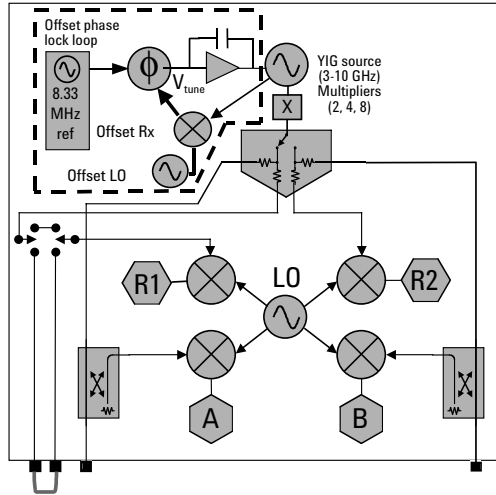 Offset phase
lock loop
ϕ
8.33
MHz
ref
V tune
Offset Rx
Offset LO
YIG source
(3-10 GHz)
Multipliers
(2, 4, 8)
X
R1
LO
R2
A
B